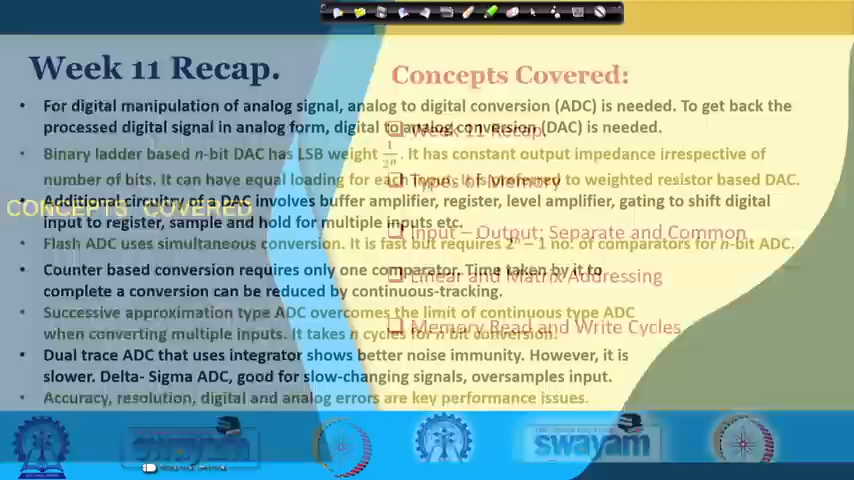 Week 11 Recap.
• For digital manipulation of analog signal, analog to digital conversion (ADC) is needed. To get back the
processed digital signal in analog form, digital to analog conversion (DAC) is needed.
• Binary ladder based n-bit DAC has LSB weight 1/2ⁿ. It has constant output impedance irrespective of
number of bits. It can have equal loading for each input. It is preferred to weighted resistor based DAC.
• Additional circuitry of a DAC involves buffer amplifier, register, level amplifier, gating to shift digital
input to register, sample and hold for multiple inputs etc.
• Flash ADC uses simultaneous conversion. It is fast but requires 2ⁿ – 1 no. of comparators for n-bit ADC.
• Counter based conversion requires only one comparator. Time taken by it to
complete a conversion can be reduced by continuous-tracking.
• Successive approximation type ADC overcomes the limit of continuous type ADC
when converting multiple inputs. It takes n cycles for n bit conversion.
• Dual trace ADC that uses integrator shows better noise immunity. However, it is
slower. Delta- Sigma ADC, good for slow-changing signals, oversamples input.
• Accuracy, resolution, digital and analog errors are key performance issues.
CONCEPTS COVERED
Concepts Covered:
❑ Week 11 Recap.
❑ Types of Memory
❑ Input – Output: Separate and Common
❑ Linear and Matrix Addressing
❑ Memory Read and Write Cycles
swayam
swayam